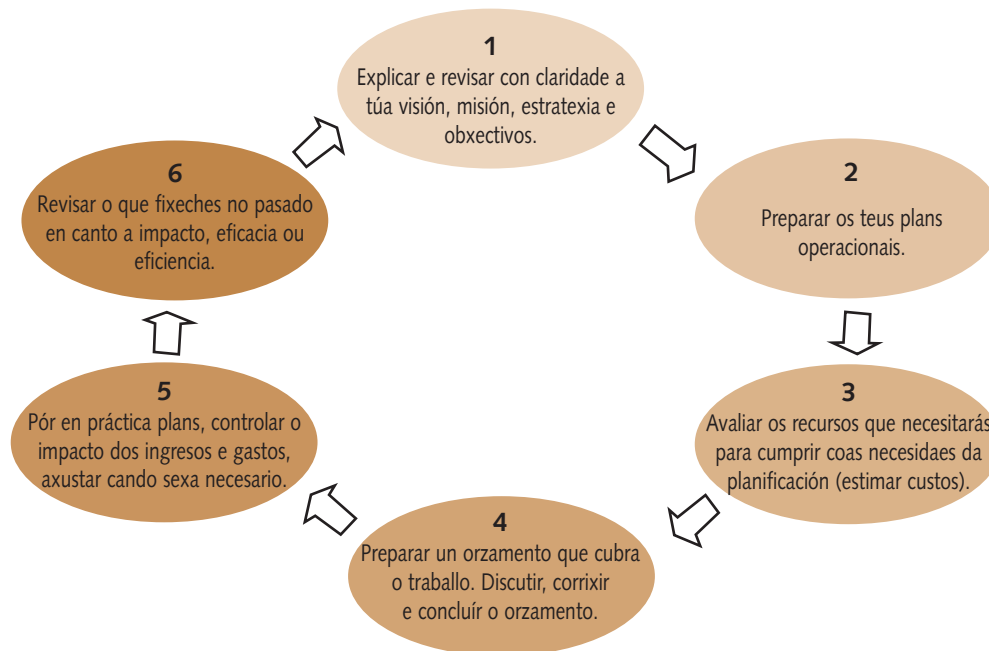 1
Explicar e revisar con claridade a
túa visión, misión, estratexia e
obxectivos.
2
Preparar os teus plans
operacionais.
3
Avaliar os recursos que necesitarás
para cumprir coas necesidaes da
planificación (estimar custos).
4
Preparar un orzamento que cubra
o traballo. Discutir, corrixir
e concluír o orzamento.
5
Pór en práctica plans, controlar o
impacto dos ingresos e gastos,
axustar cando sexa necesario.
6
Revisar o que fixeches no pasado
en canto a impacto, eficacia ou
eficiencia.